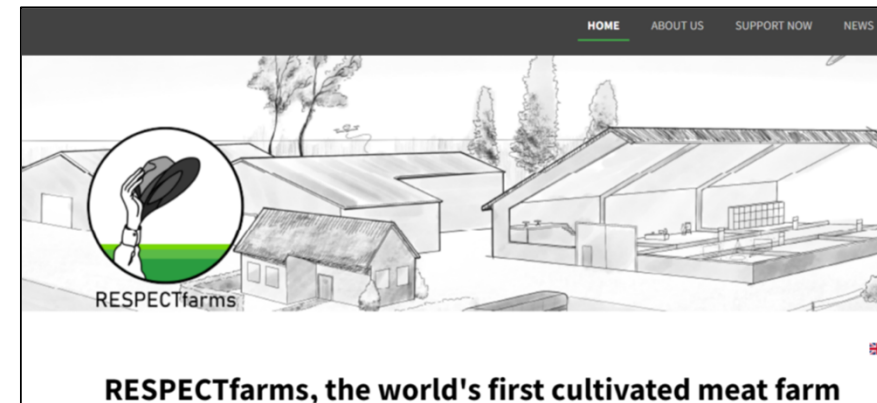 HOME ABOUT US SUPPORT NOW NEWS
RESPECTfarms
RESPECTfarms, the world's first cultivated meat farm